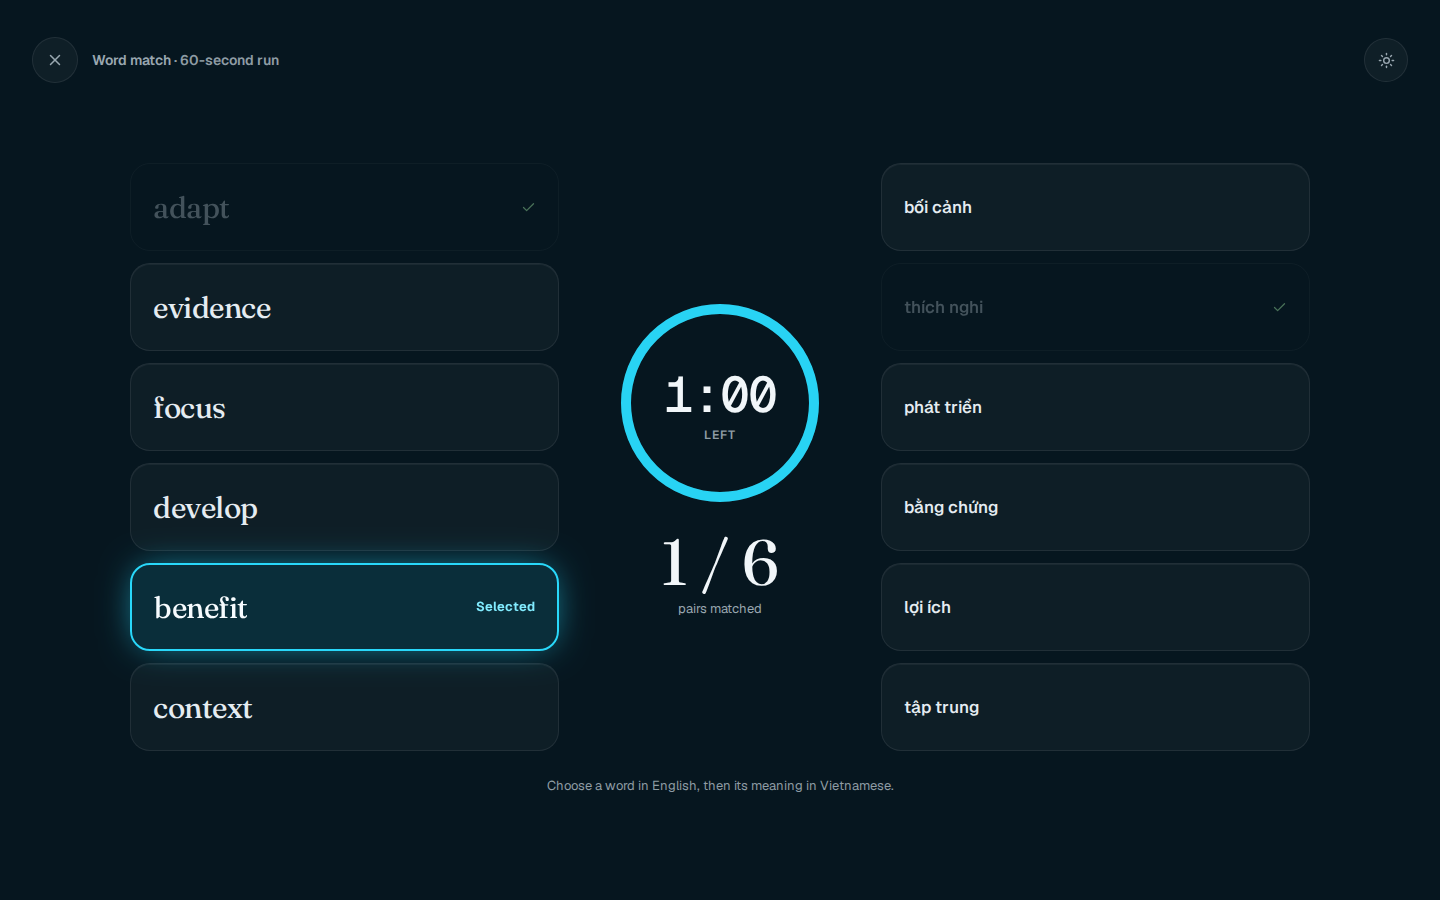 Word match · 60-second run
adapt
evidence
focus
develop
benefit
Selected
context
1:00
LEFT
1 / 6
pairs matched
bối cảnh
thích nghi
phát triển
bằng chứng
lợi ích
tập trung
Choose a word in English, then its meaning in Vietnamese.